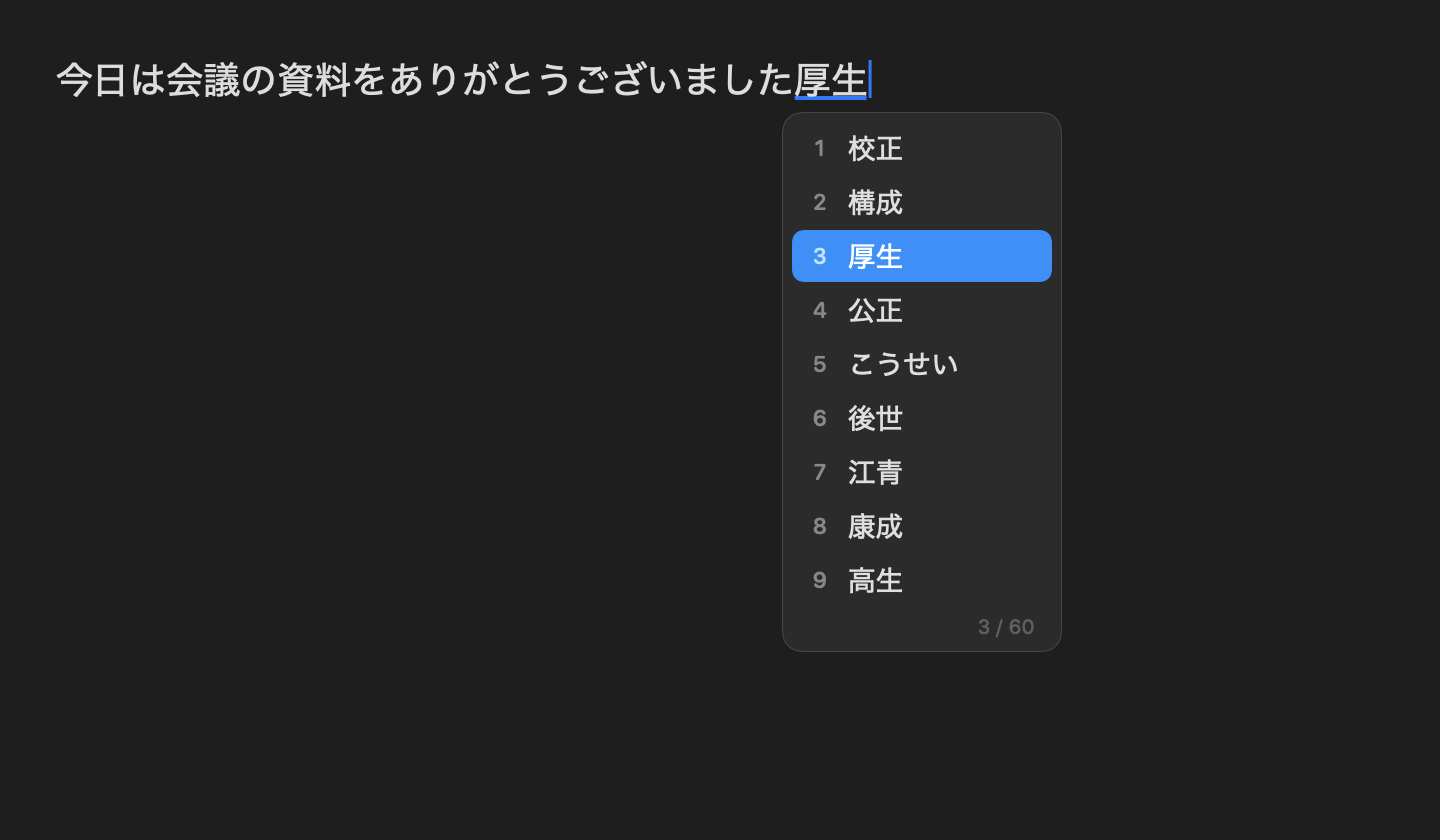 今日は会議の資料をありがとうございました厚生
1 校正
2 構成
3 厚生
4 公正
5 こうせい
6 後世
7 江青
8 康成
9 高生
3 / 60